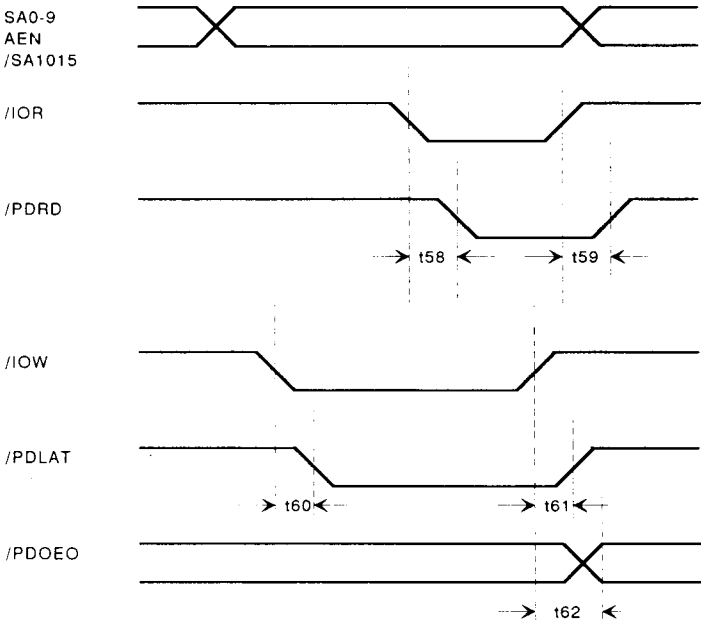 SA0-9
AEN
/SA1015
/IOR
/PDRD
t58
t59
/IOW
/PDLAT
t60
t61
/PDOEO
t62